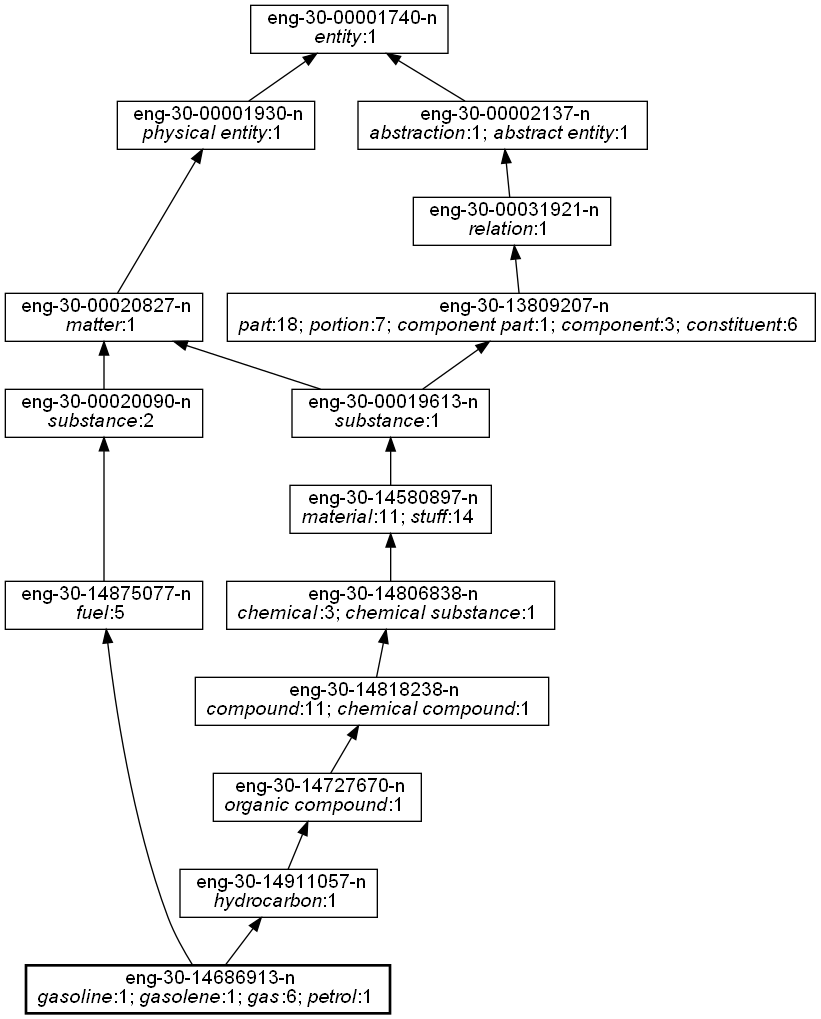 eng-30-00001740-n
entity:1
eng-30-00001930-n
physical entity:1
eng-30-00002137-n
abstraction:1; abstract entity:1
eng-30-00031921-n
relation:1
eng-30-00020827-n
matter:1
eng-30-13809207-n
part:18; portion:7; component part:1; component:3; constituent:6
eng-30-00020090-n
substance:2
eng-30-00019613-n
substance:1
eng-30-14580897-n
material:11; stuff:14
eng-30-14875077-n
fuel:5
eng-30-14806838-n
chemical:3; chemical substance:1
eng-30-14818238-n
compound:11; chemical compound:1
eng-30-14727670-n
organic compound:1
eng-30-14911057-n
hydrocarbon:1
eng-30-14686913-n
gasoline:1; gasolene:1; gas:6; petrol:1